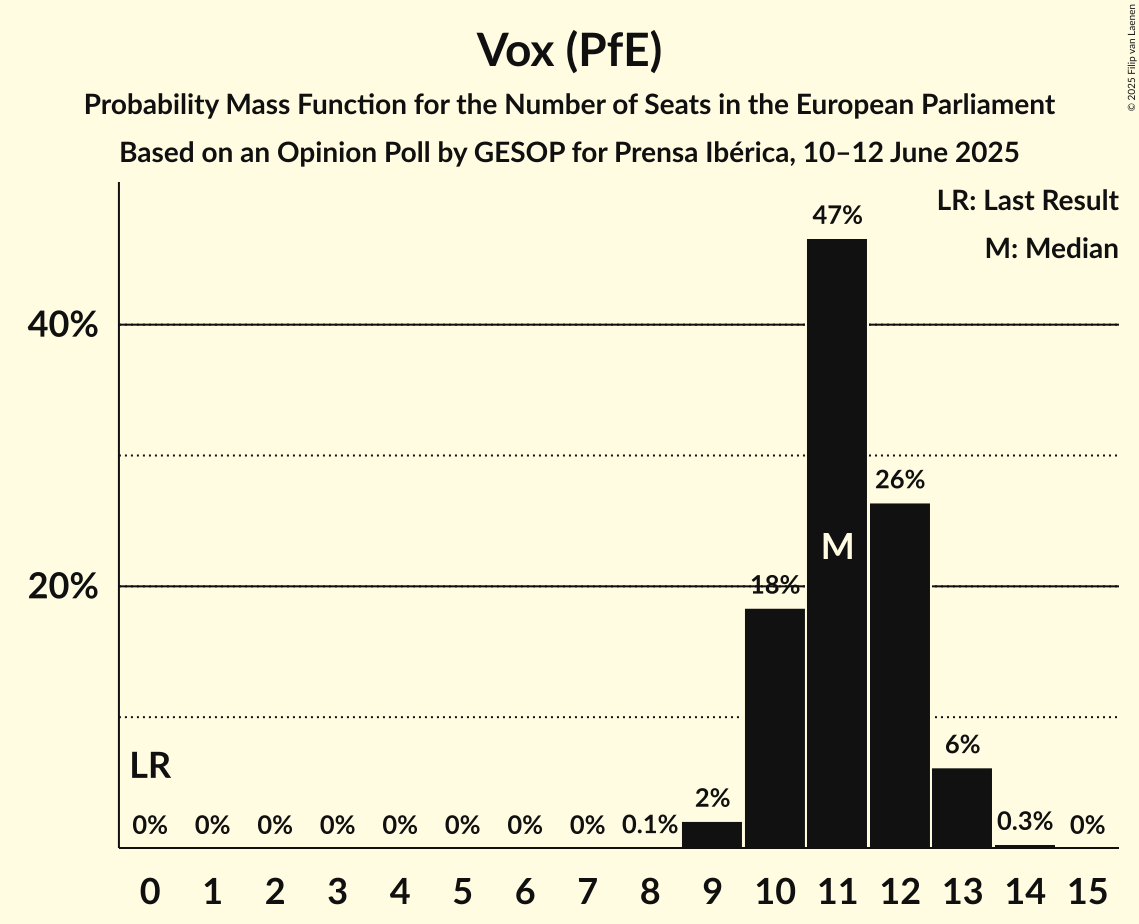 Vox (PfE)
Probability Mass Function for the Number of Seats in the European Parliament
Based on an Opinion Poll by GESOP for Prensa Ibérica, 10–12 June 2025
© 2025 Filip van Laenen
LR: Last Result
M: Median
47%
40%
26%
M
20%
18%
6%
LR
2%
0% 0% 0% 0% 0% 0% 0% 0% 0.1% 0.3% 0%
0 1 2 3 4 5 6 7 8 9 10 11 12 13 14 15